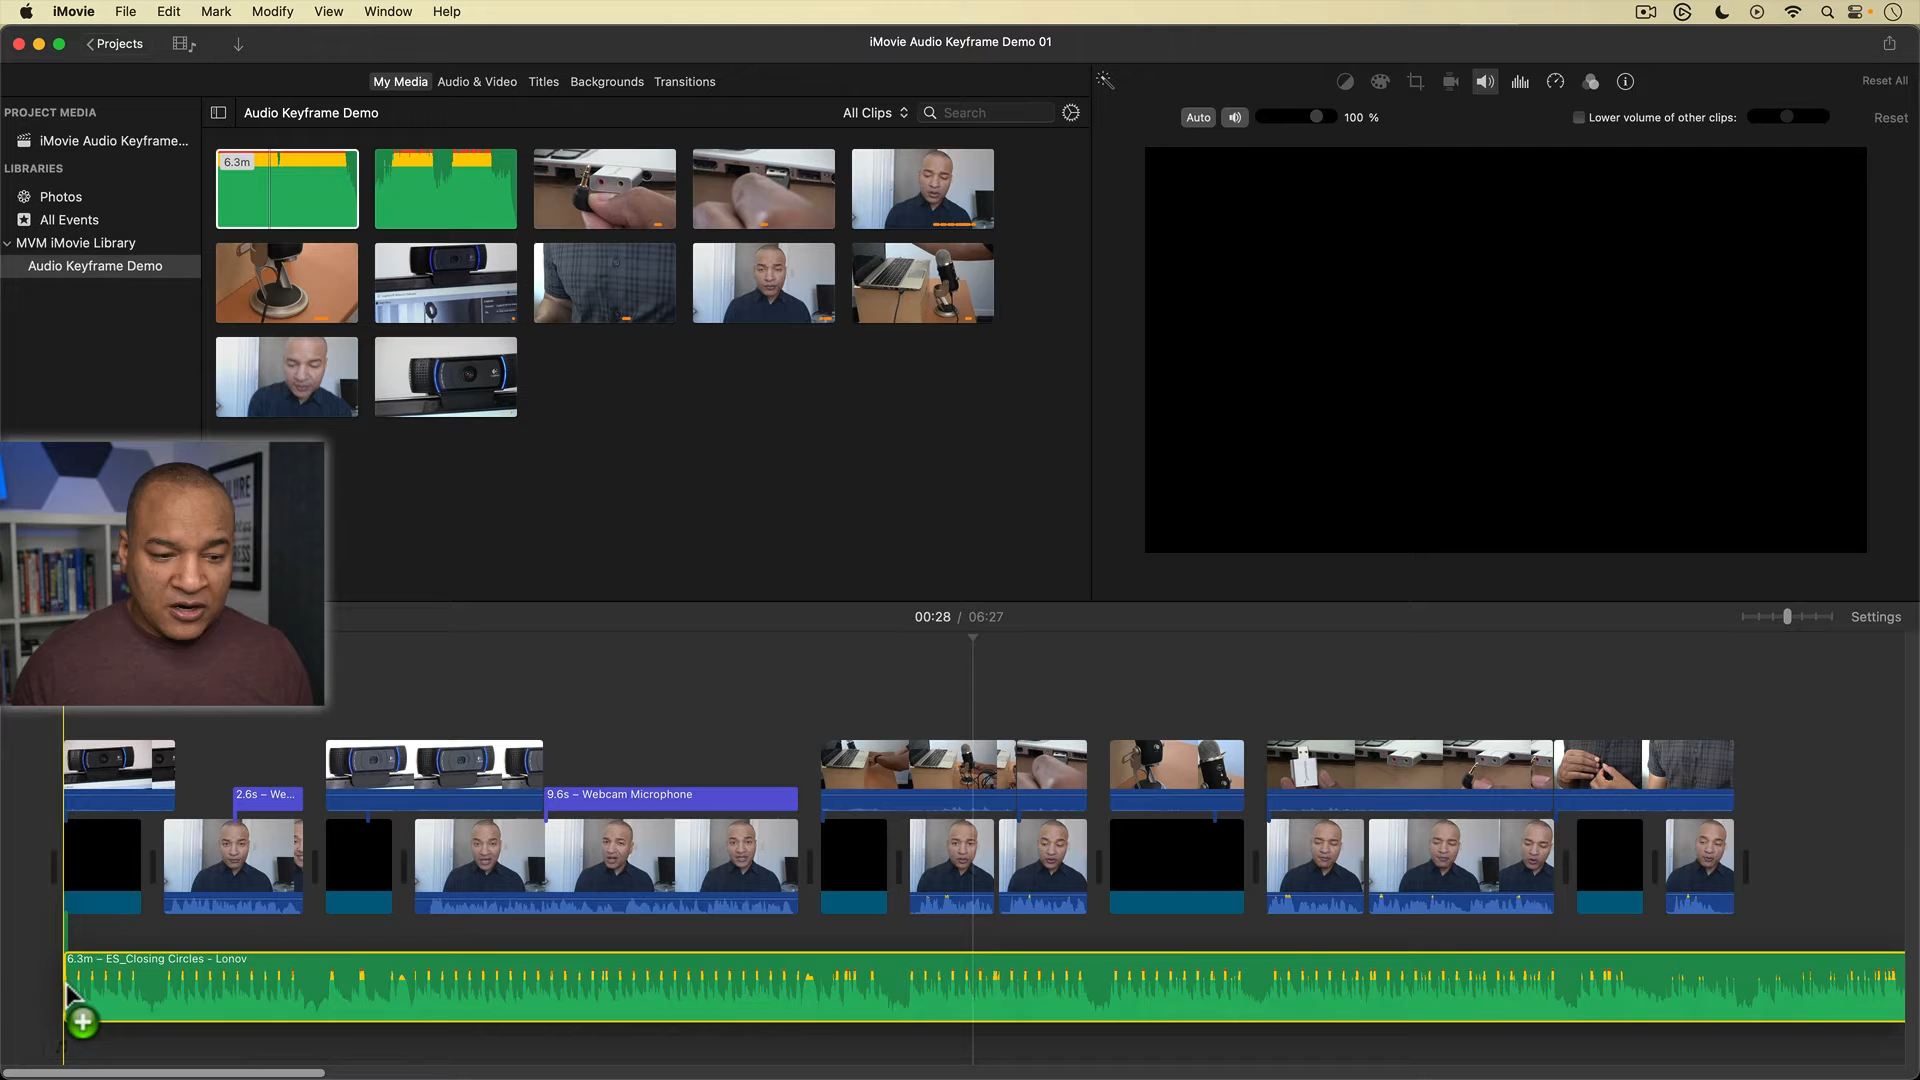 iMovie File Edit Mark Modify View Window Help
Projects
iMovie Audio Keyframe Demo 01
My Media Audio & Video Titles Backgrounds Transitions
Reset All
PROJECT MEDIA
iMovie Audio Keyframe...
LIBRARIES
Photos
All Events
MVM iMovie Library
Audio Keyframe Demo
Audio Keyframe Demo
All Clips
Search
Auto
100 %
Lower volume of other clips:
Reset
6.3m
00:28 / 06:27
Settings
2.6s – We...
9.6s – Webcam Microphone
6.3m – ES_Closing Circles - Lonov